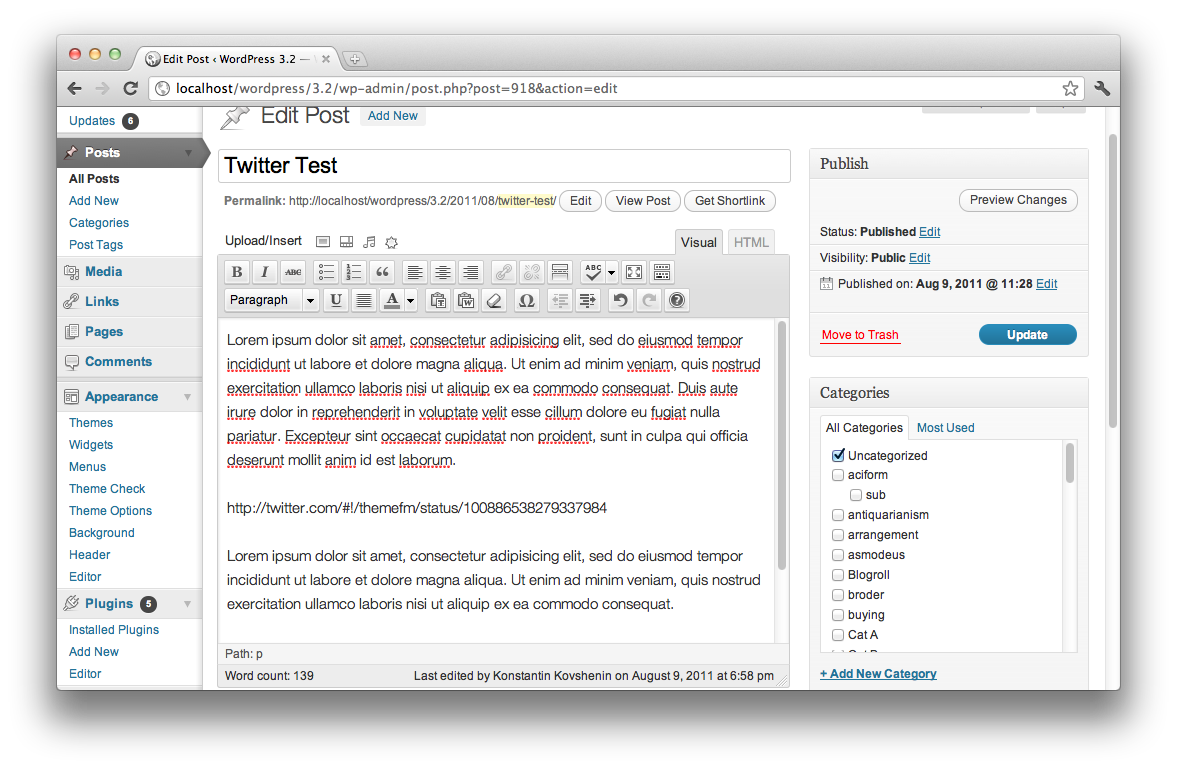 Edit Post ‹ WordPress 3.2 —
localhost/wordpress/3.2/wp-admin/post.php?post=918&action=edit
Updates 6
Posts
All Posts
Add New
Categories
Post Tags
Media
Links
Pages
Comments
Appearance
Themes
Widgets
Menus
Theme Check
Theme Options
Background
Header
Editor
Plugins 5
Installed Plugins
Add New
Editor
Edit Post Add New
Twitter Test
Permalink: http://localhost/wordpress/3.2/2011/08/twitter-test/ Edit View Post Get Shortlink
Upload/Insert Visual HTML
B I ABC ABC
Paragraph U A T W Ω ?
Lorem ipsum dolor sit amet, consectetur adipisicing elit, sed do eiusmod tempor
incididunt ut labore et dolore magna aliqua. Ut enim ad minim veniam, quis nostrud
exercitation ullamco laboris nisi ut aliquip ex ea commodo consequat. Duis aute
irure dolor in reprehenderit in voluptate velit esse cillum dolore eu fugiat nulla
pariatur. Excepteur sint occaecat cupidatat non proident, sunt in culpa qui officia
deserunt mollit anim id est laborum.
http://twitter.com/#!/themefm/status/100886538279337984
Lorem ipsum dolor sit amet, consectetur adipisicing elit, sed do eiusmod tempor
incididunt ut labore et dolore magna aliqua. Ut enim ad minim veniam, quis nostrud
exercitation ullamco laboris nisi ut aliquip ex ea commodo consequat.
Path: p
Word count: 139 Last edited by Konstantin Kovshenin on August 9, 2011 at 6:58 pm
Publish
Preview Changes
Status: Published Edit
Visibility: Public Edit
Published on: Aug 9, 2011 @ 11:28 Edit
Move to Trash Update
Categories
All Categories Most Used
Uncategorized
aciform
sub
antiquarianism
arrangement
asmodeus
Blogroll
broder
buying
Cat A
+ Add New Category